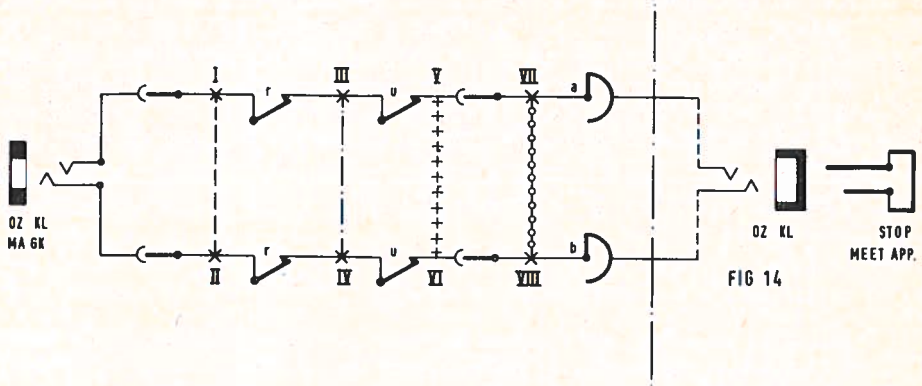 I
III
V
VII
r
u
a
OZ KL
MA GK
II
r
IV
u
VI
VIII
b
OZ KL
STOP
MEET APP.
FIG 14